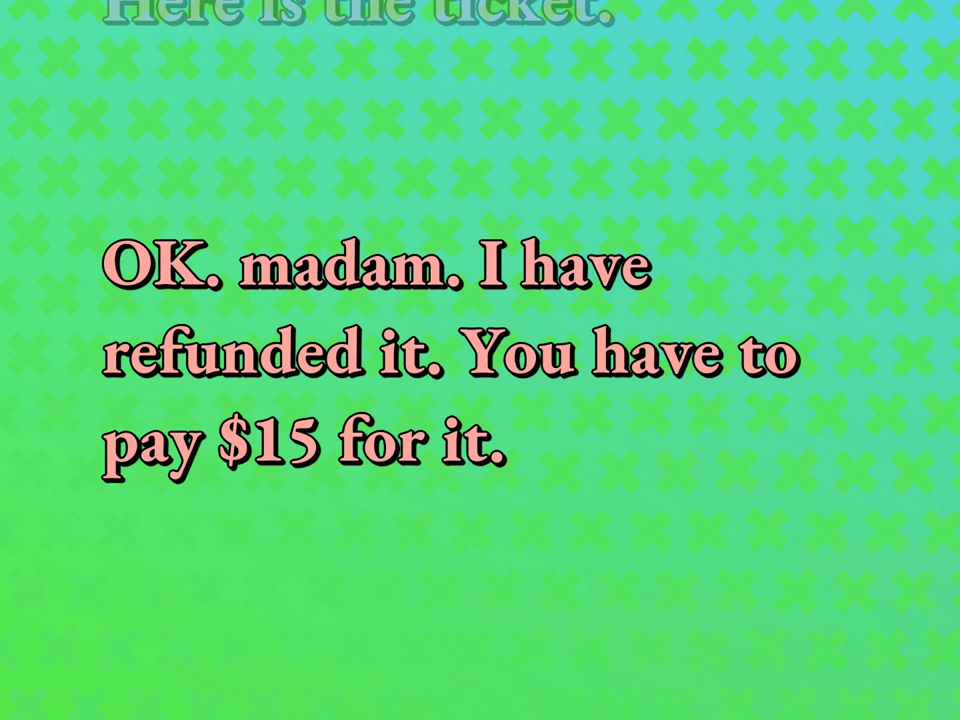 Here is the ticket.
OK. madam. I have
refunded it. You have to
pay $15 for it.